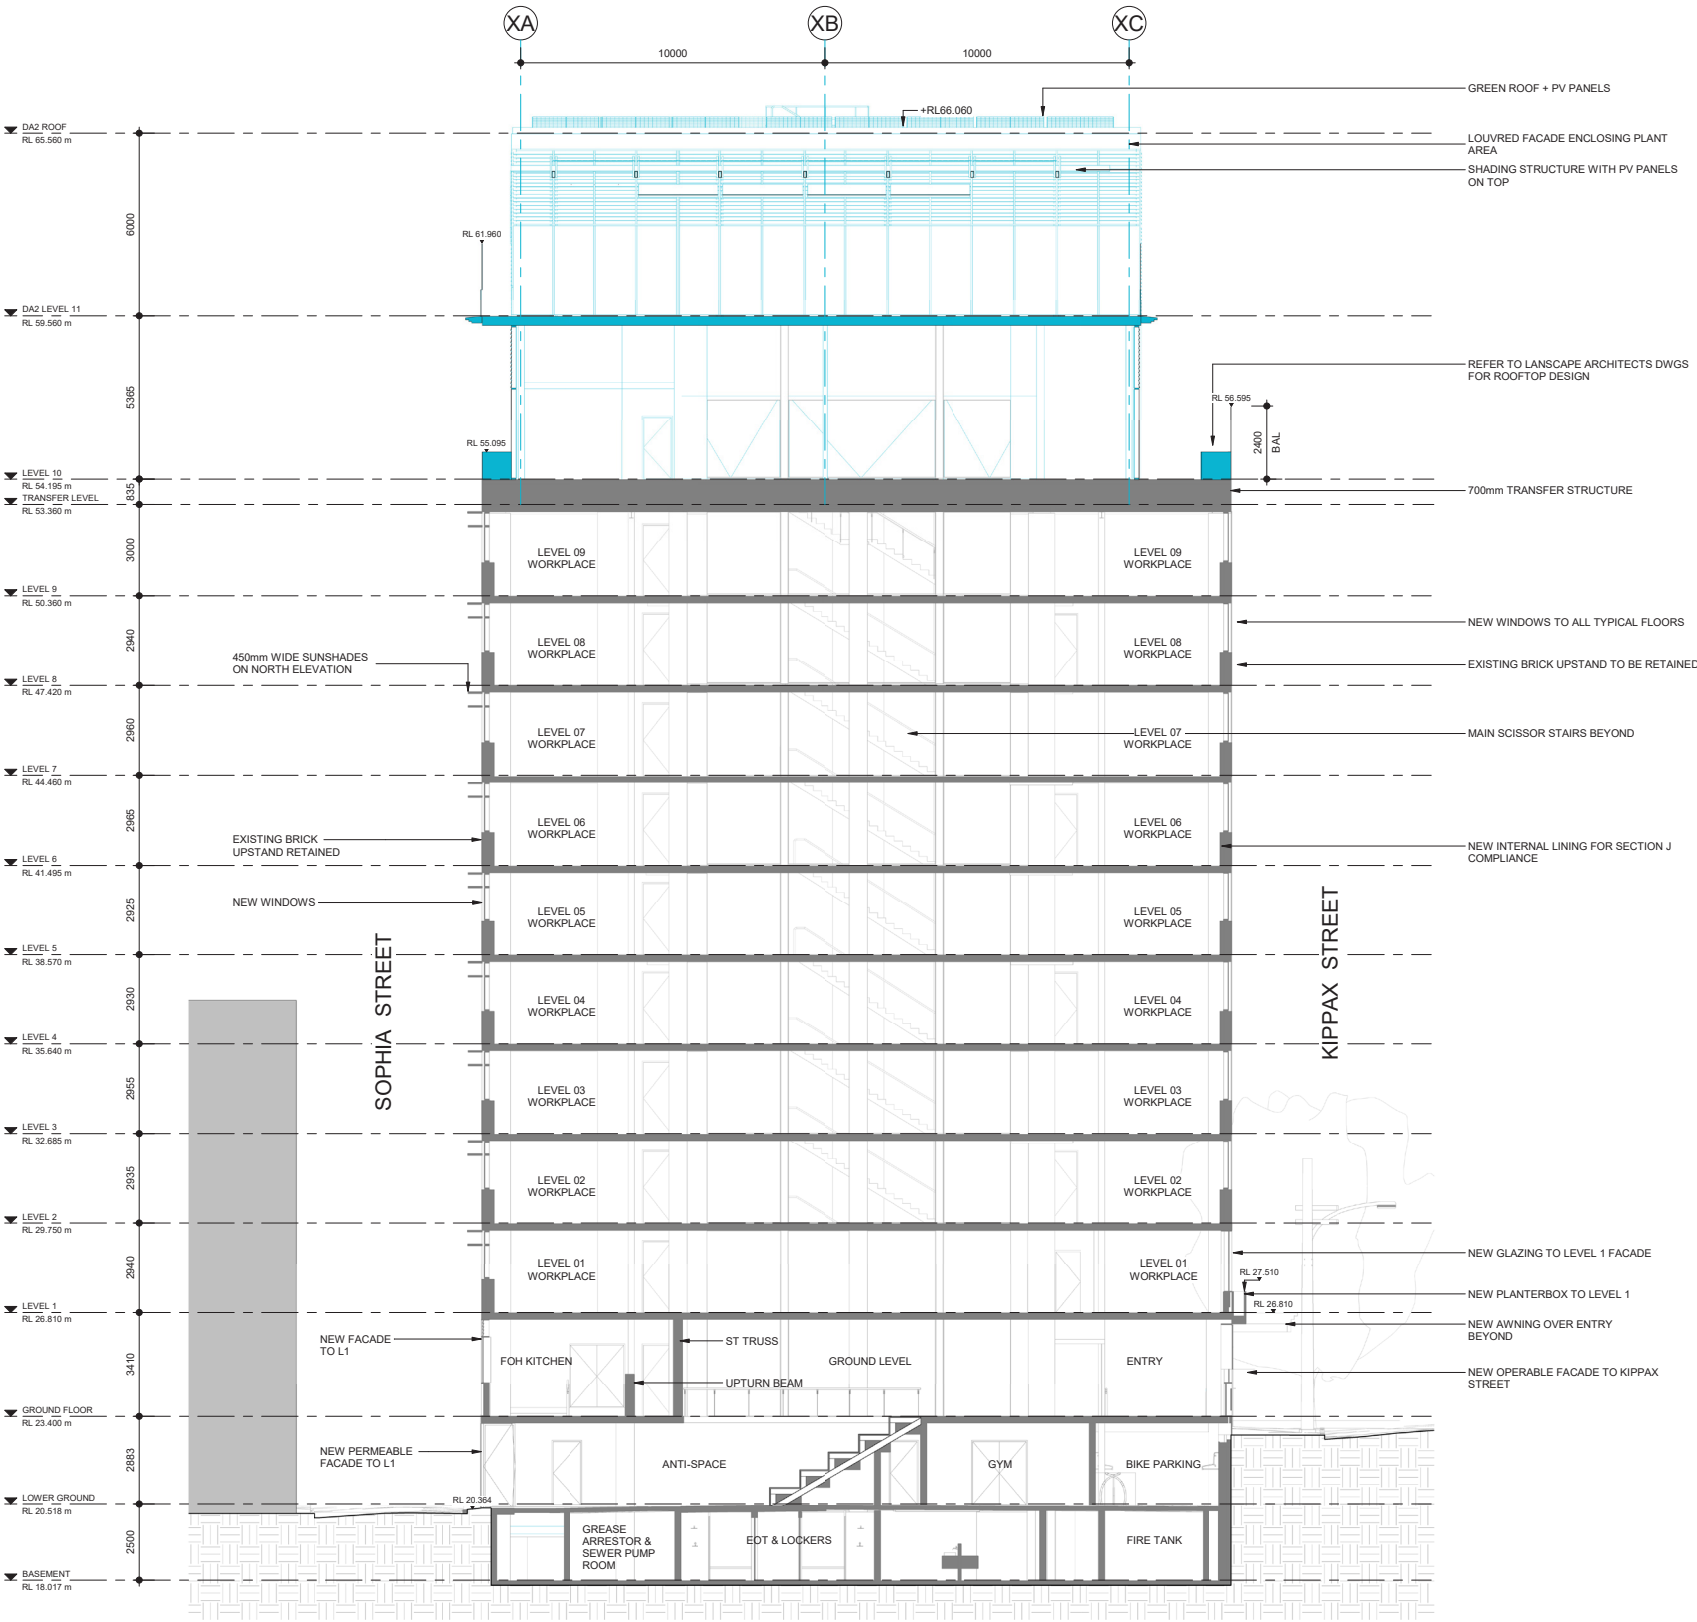 XA
XB
XC
10000
10000
GREEN ROOF + PV PANELS
+RL66.060
DA2 ROOF
RL 65.560 m
LOUVRED FACADE ENCLOSING PLANT
AREA
SHADING STRUCTURE WITH PV PANELS
ON TOP
6000
RL 61.960
DA2 LEVEL 11
RL 59.560 m
REFER TO LANSCAPE ARCHITECTS DWGS
FOR ROOFTOP DESIGN
5365
RL 56.595
2400
BAL
RL 55.095
LEVEL 10
RL 54.195 m
835
700mm TRANSFER STRUCTURE
TRANSFER LEVEL
RL 53.360 m
3000
LEVEL 09
WORKPLACE
LEVEL 09
WORKPLACE
LEVEL 9
RL 50.360 m
2940
LEVEL 08
WORKPLACE
LEVEL 08
WORKPLACE
NEW WINDOWS TO ALL TYPICAL FLOORS
450mm WIDE SUNSHADES
ON NORTH ELEVATION
EXISTING BRICK UPSTAND TO BE RETAINED
LEVEL 8
RL 47.420 m
2960
LEVEL 07
WORKPLACE
LEVEL 07
WORKPLACE
MAIN SCISSOR STAIRS BEYOND
LEVEL 7
RL 44.460 m
2965
LEVEL 06
WORKPLACE
LEVEL 06
WORKPLACE
EXISTING BRICK
UPSTAND RETAINED
NEW INTERNAL LINING FOR SECTION J
COMPLIANCE
LEVEL 6
RL 41.495 m
2925
NEW WINDOWS
LEVEL 05
WORKPLACE
LEVEL 05
WORKPLACE
LEVEL 5
RL 38.570 m
SOPHIA STREET
KIPPAX STREET
2930
LEVEL 04
WORKPLACE
LEVEL 04
WORKPLACE
LEVEL 4
RL 35.640 m
2955
LEVEL 03
WORKPLACE
LEVEL 03
WORKPLACE
LEVEL 3
RL 32.685 m
2935
LEVEL 02
WORKPLACE
LEVEL 02
WORKPLACE
LEVEL 2
RL 29.750 m
2940
LEVEL 01
WORKPLACE
LEVEL 01
WORKPLACE
NEW GLAZING TO LEVEL 1 FACADE
RL 27.510
NEW PLANTERBOX TO LEVEL 1
LEVEL 1
RL 26.810 m
RL 26.810
NEW AWNING OVER ENTRY
BEYOND
3410
NEW FACADE
TO L1
ST TRUSS
FOH KITCHEN
GROUND LEVEL
ENTRY
UPTURN BEAM
NEW OPERABLE FACADE TO KIPPAX
STREET
GROUND FLOOR
RL 23.400 m
2883
NEW PERMEABLE
FACADE TO L1
ANTI-SPACE
GYM
BIKE PARKING
LOWER GROUND
RL 20.518 m
RL 20.364
2500
GREASE
ARRESTOR &
SEWER PUMP
ROOM
EOT & LOCKERS
FIRE TANK
BASEMENT
RL 18.017 m